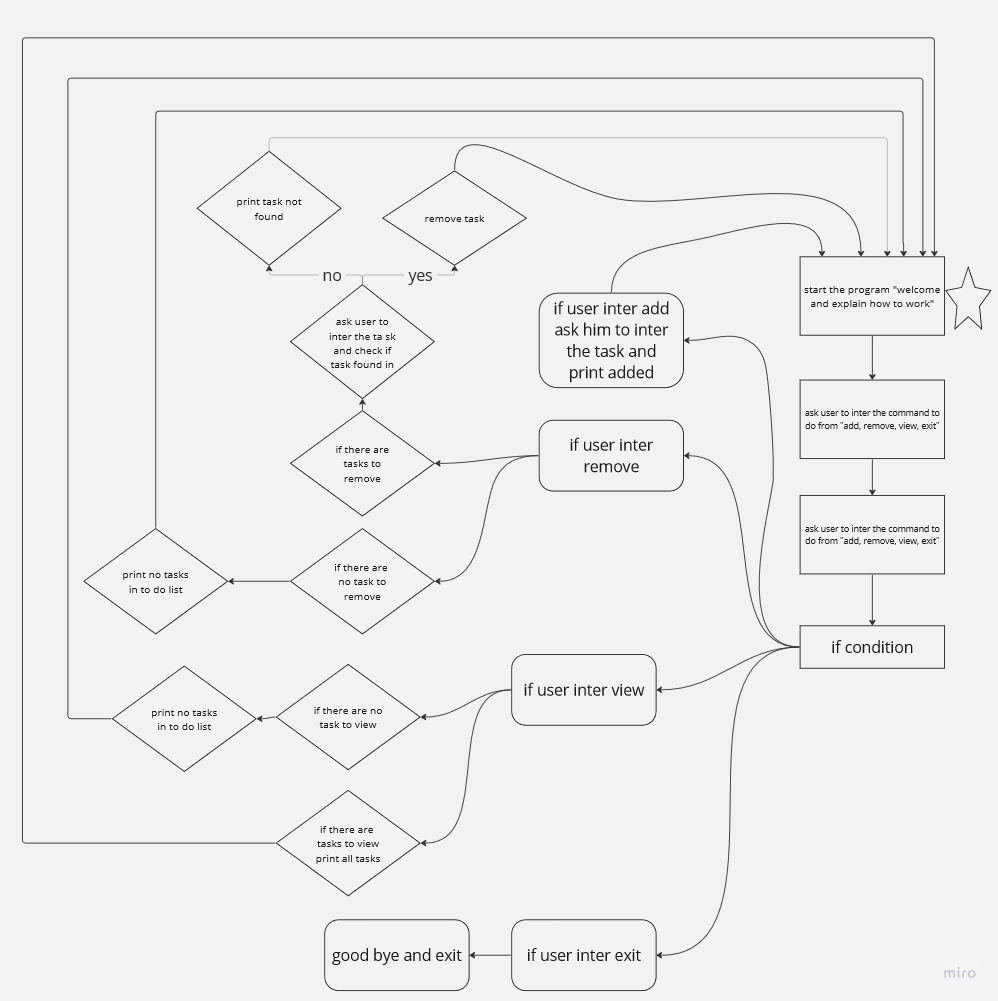 print task not
found
remove task
no
yes
ask user to
inter the ta sk
and check if
task found in
if there are
tasks to
remove
if there are
no task to
remove
print no tasks
in to do list
if user inter add
ask him to inter
the task and
print added
if user inter
remove
start the program "welcome
and explain how to work"
ask user to inter the command to
do from "add, remove, view, exit"
ask user to inter the command to
do from "add, remove, view, exit"
if condition
if user inter view
if there are no
task to view
print no tasks
in to do list
if there are
tasks to view
print all tasks
good bye and exit
if user inter exit
miro